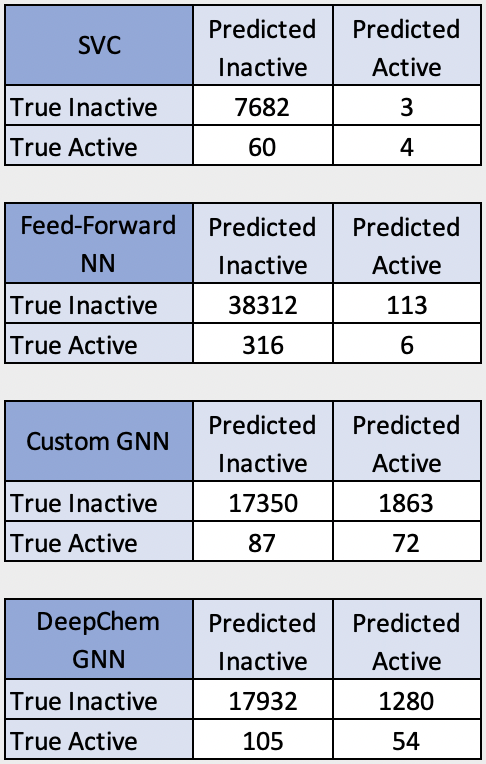 SVC Predicted Predicted
Inactive Active
True Inactive 7682 3
True Active 60 4
Feed-Forward Predicted Predicted
NN Inactive Active
True Inactive 38312 113
True Active 316 6
Custom GNN Predicted Predicted
Inactive Active
True Inactive 17350 1863
True Active 87 72
DeepChem Predicted Predicted
GNN Inactive Active
True Inactive 17932 1280
True Active 105 54